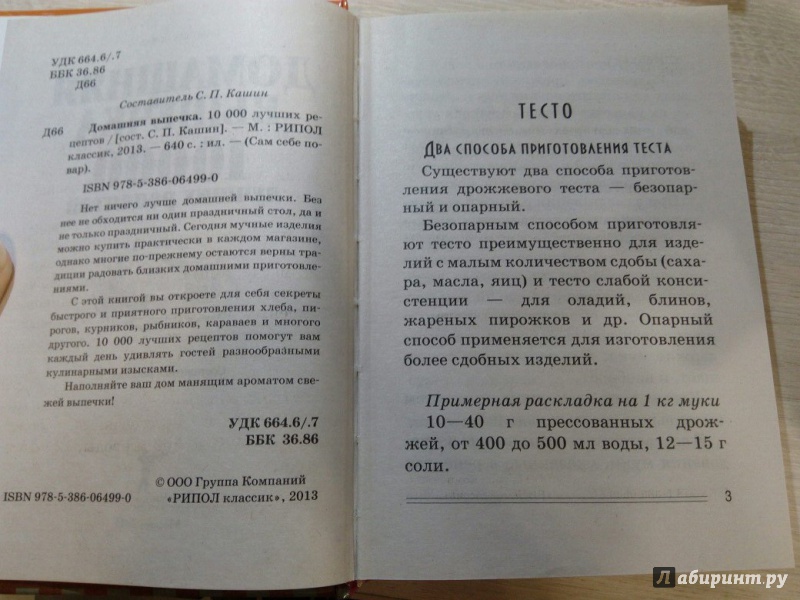 УДК 664.6/.7
ББК 36.86
Д66
Составитель С. П. Кашин
Д66 Домашняя выпечка. 10 000 лучших ре-
цептов / [сост. С. П. Кашин]. — М. : РИПОЛ
классик, 2013. — 640 с. : ил. — (Сам себе по-
вар).
ISBN 978-5-386-06499-0
Нет ничего лучше домашней выпечки. Без
нее не обходится ни один праздничный стол, да и
не только праздничный. Сегодня мучные изделия
можно купить практически в каждом магазине,
однако многие по-прежнему остаются верны тра-
диции радовать близких домашними приготовле-
ниями.
С этой книгой вы откроете для себя секреты
быстрого и приятного приготовления хлеба, пи-
рогов, курников, рыбников, караваев и многого
другого. 10 000 лучших рецептов помогут вам
каждый день удивлять гостей разнообразными
кулинарными изысками.
Наполняйте ваш дом манящим ароматом све-
жей выпечки!
УДК 664.6/.7
ББК 36.86
© ООО Группа Компаний
ISBN 978-5-386-06499-0 «РИПОЛ классик», 2013
ТЕСТО
ДВА СПОСОБА ПРИГОТОВЛЕНИЯ ТЕСТА
Существуют два способа приготов-
ления дрожжевого теста — безопар-
ный и опарный.
Безопарным способом приготовля-
ют тесто преимущественно для изде-
лий с малым количеством сдобы (саха-
ра, масла, яиц) и тесто слабой конси-
стенции — для оладий, блинов,
жареных пирожков и др. Опарный
способ применяется для изготовления
более сдобных изделий.
Примерная раскладка на 1 кг муки
10—40 г прессованных дрож-
жей, от 400 до 500 мл воды, 12—15 г
соли.
3
Лабиринт.ру